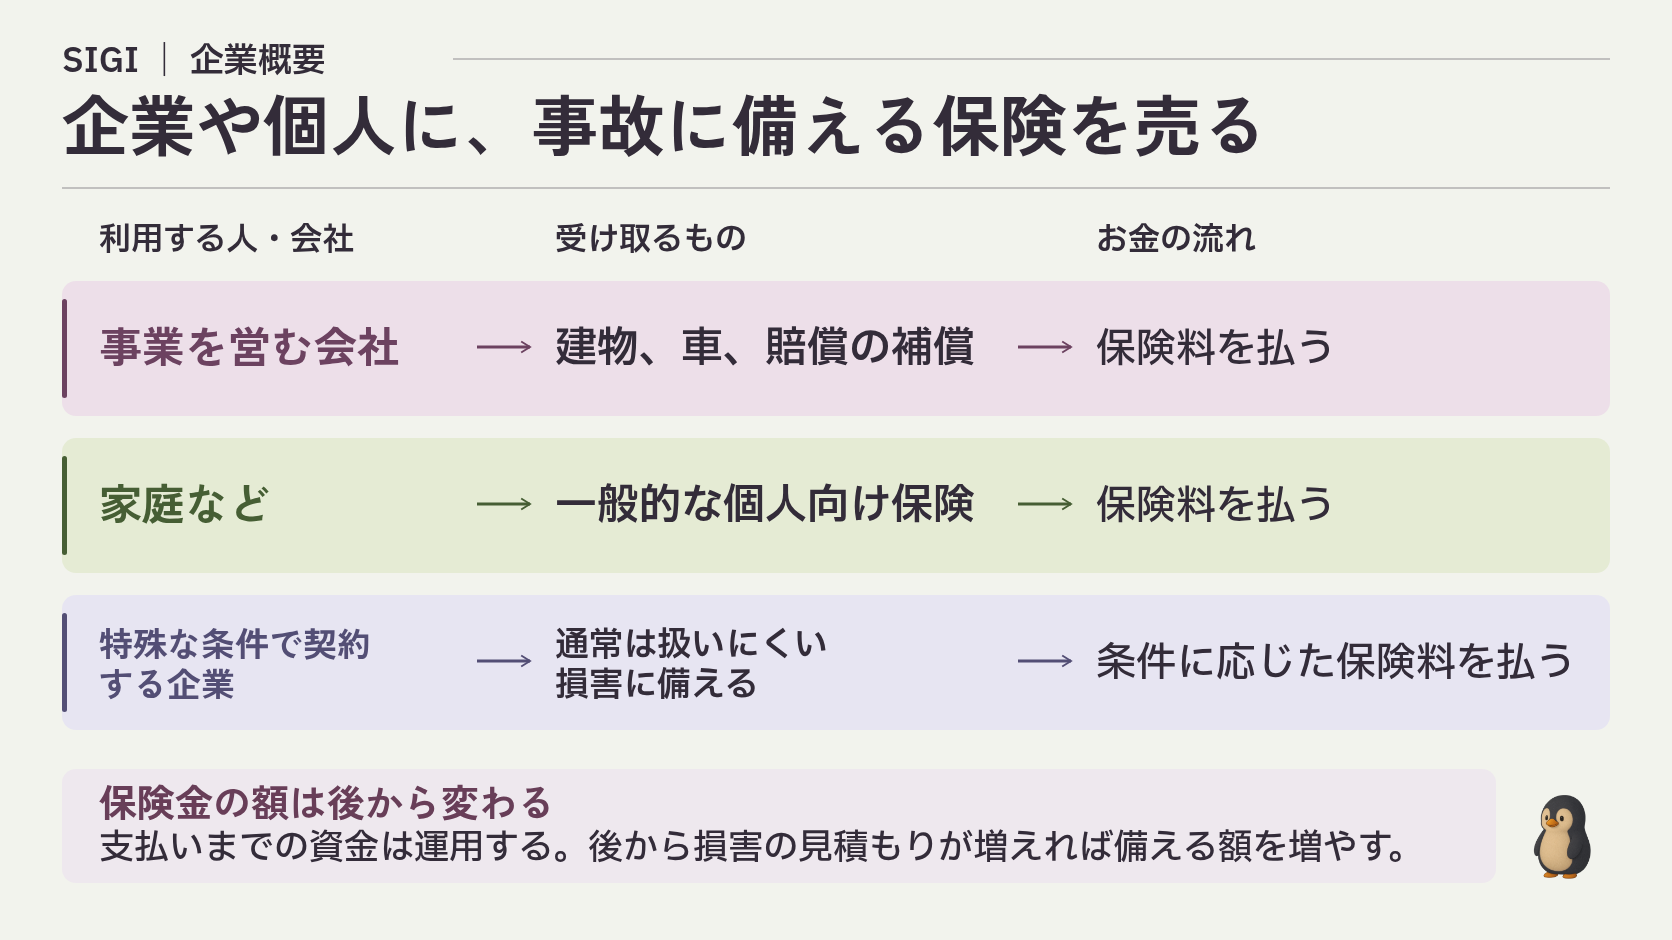 SIGI｜企業概要
企業や個人に、事故に備える保険を売る
利用する人・会社 受け取るもの お金の流れ
事業を営む会社 → 建物、車、賠償の補償 → 保険料を払う
家庭など → 一般的な個人向け保険 → 保険料を払う
特殊な条件で契約
する企業
→
通常は扱いにくい
損害に備える
→
条件に応じた保険料を払う
保険金の額は後から変わる
支払いまでの資金は運用する。後から損害の見積もりが増えれば備える額を増やす。